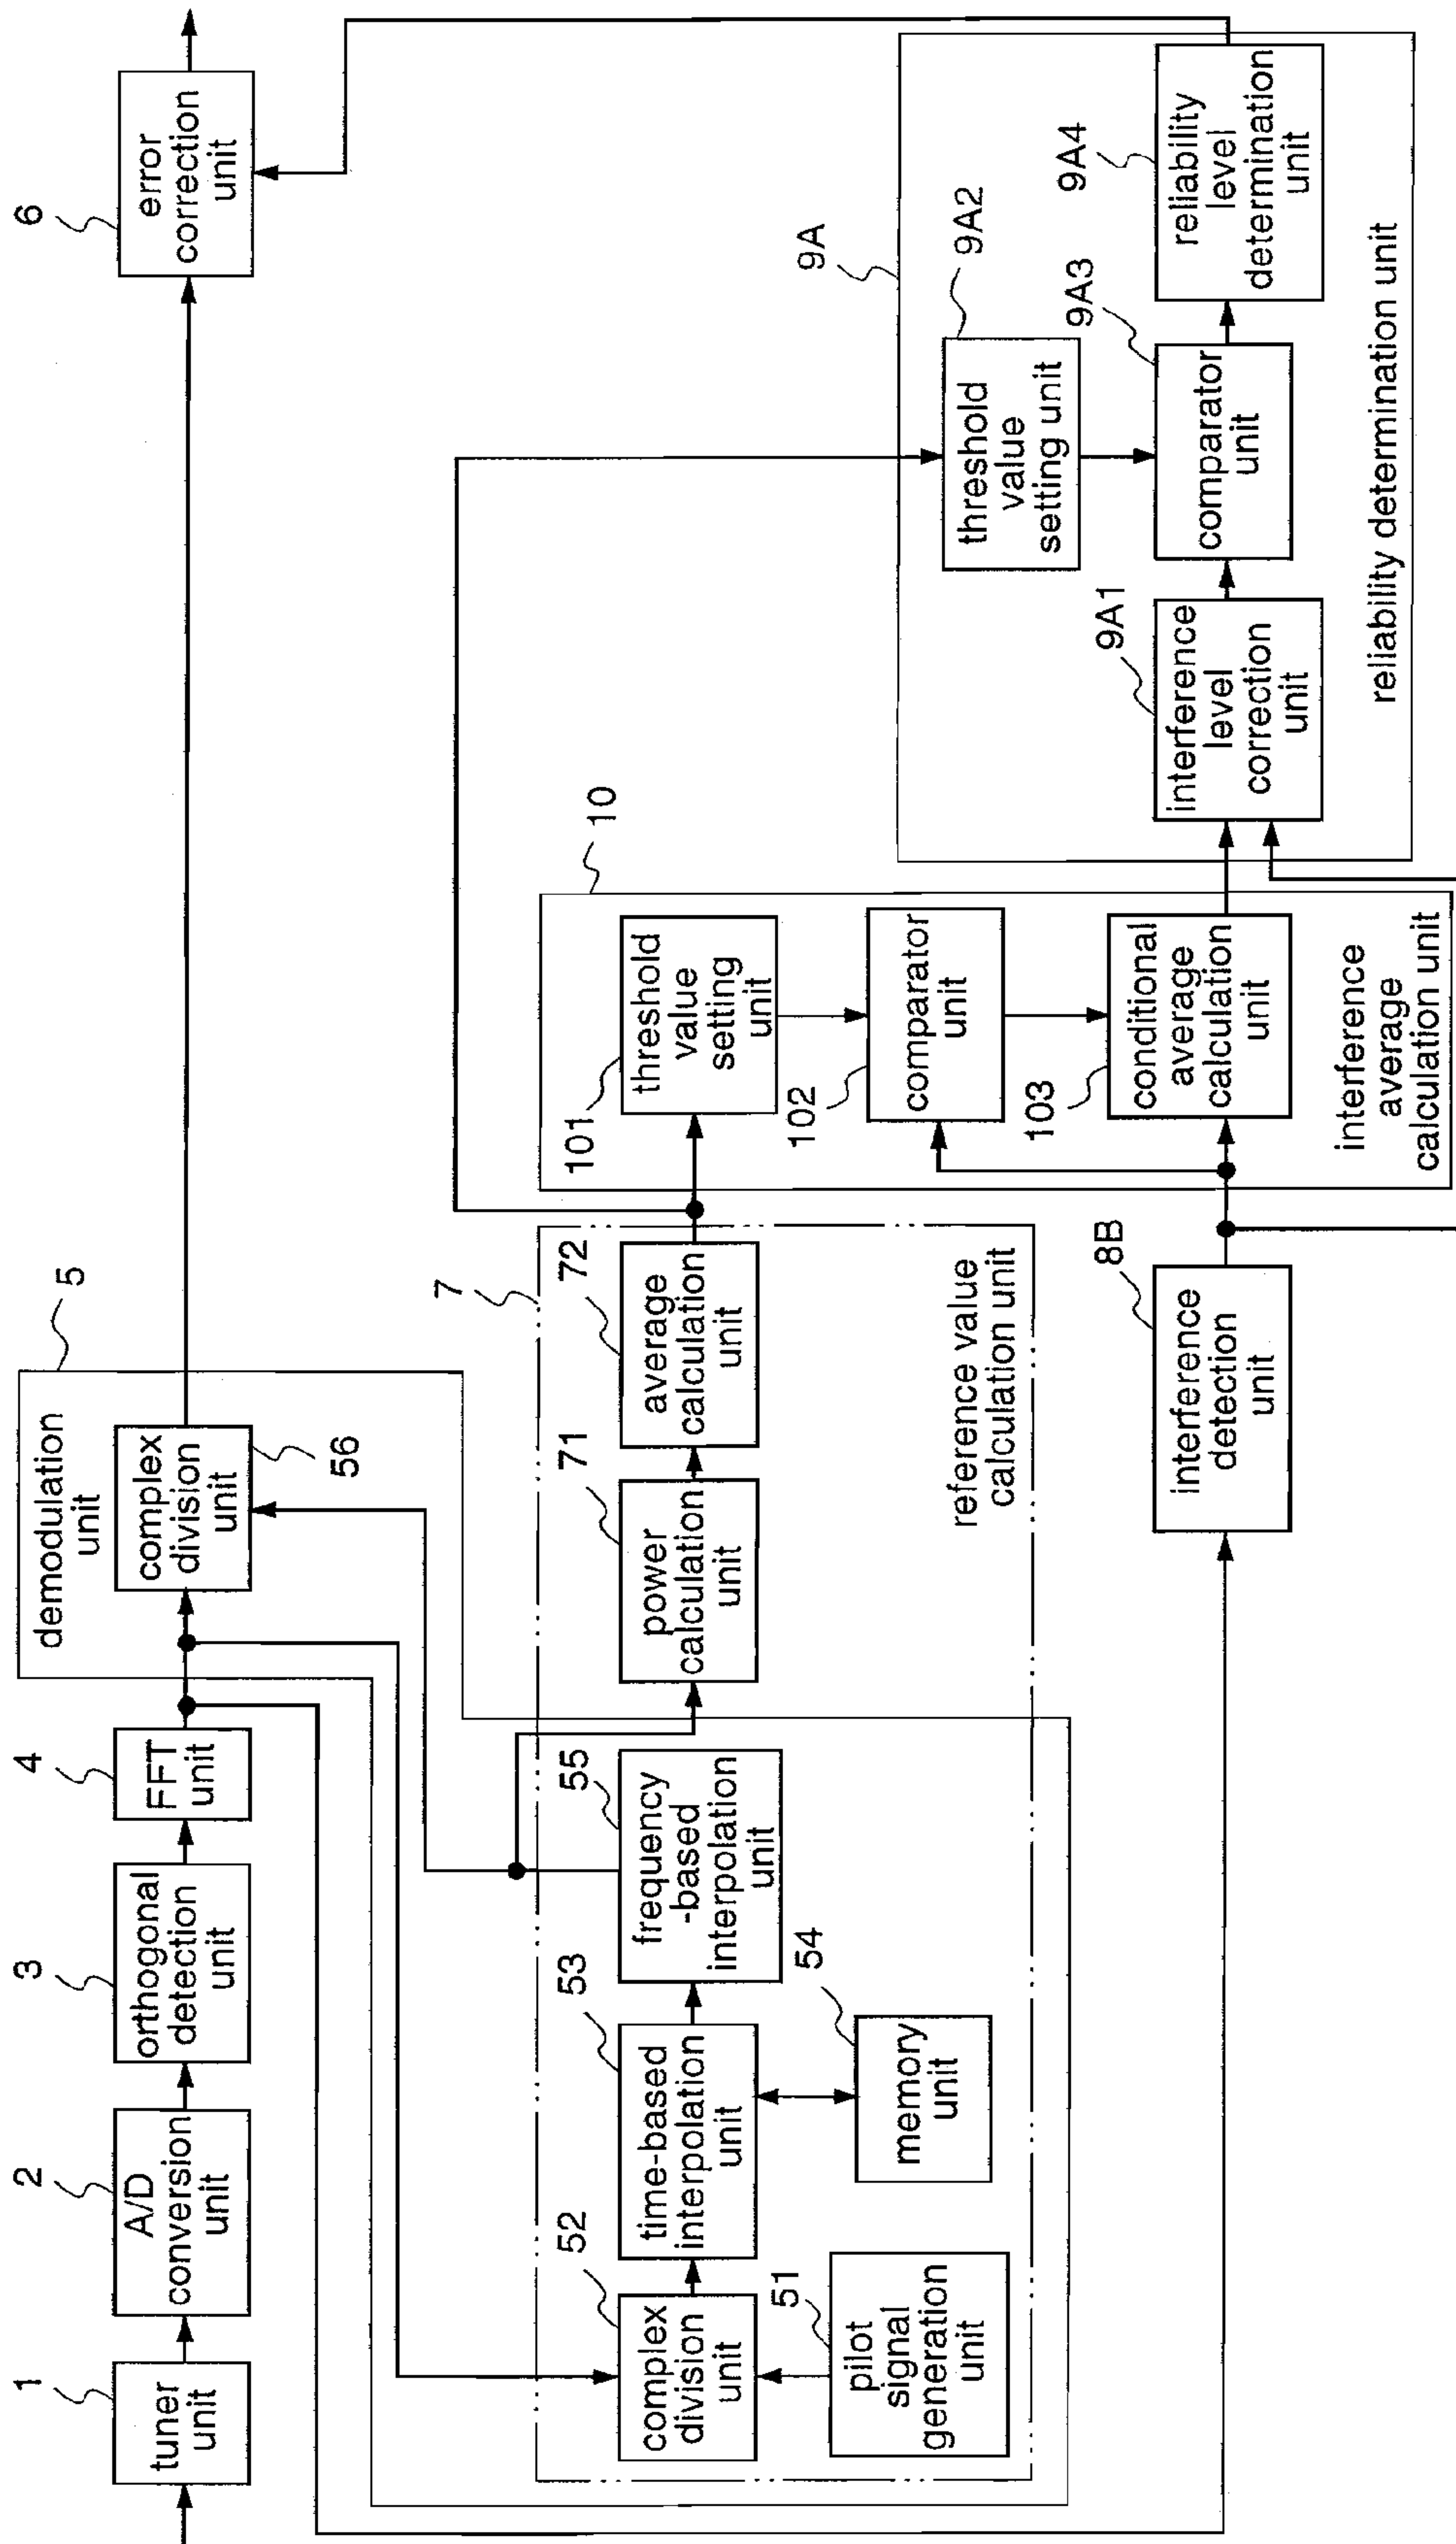 1
tuner
unit
2
A/D
conversion
unit
3
orthogonal
detection
unit
4
FFT
unit
demodulation
unit
5
complex
division
unit
56
6
error
correction
unit
52
complex
division
unit
51
pilot
signal
generation
unit
53
time-based
interpolation
unit
54
memory
unit
55
frequency
-based
interpolation
unit
7
71
power
calculation
unit
72
average
calculation
unit
reference value
calculation unit
8B
interference
detection
unit
10
101
threshold
value
setting
unit
102
comparator
unit
103
conditional
average
calculation
unit
interference
average
calculation unit
9A
9A1
interference
level
correction
unit
9A2
threshold
value
setting unit
9A3
comparator
unit
9A4
reliability
level
determination
unit
reliability determination unit